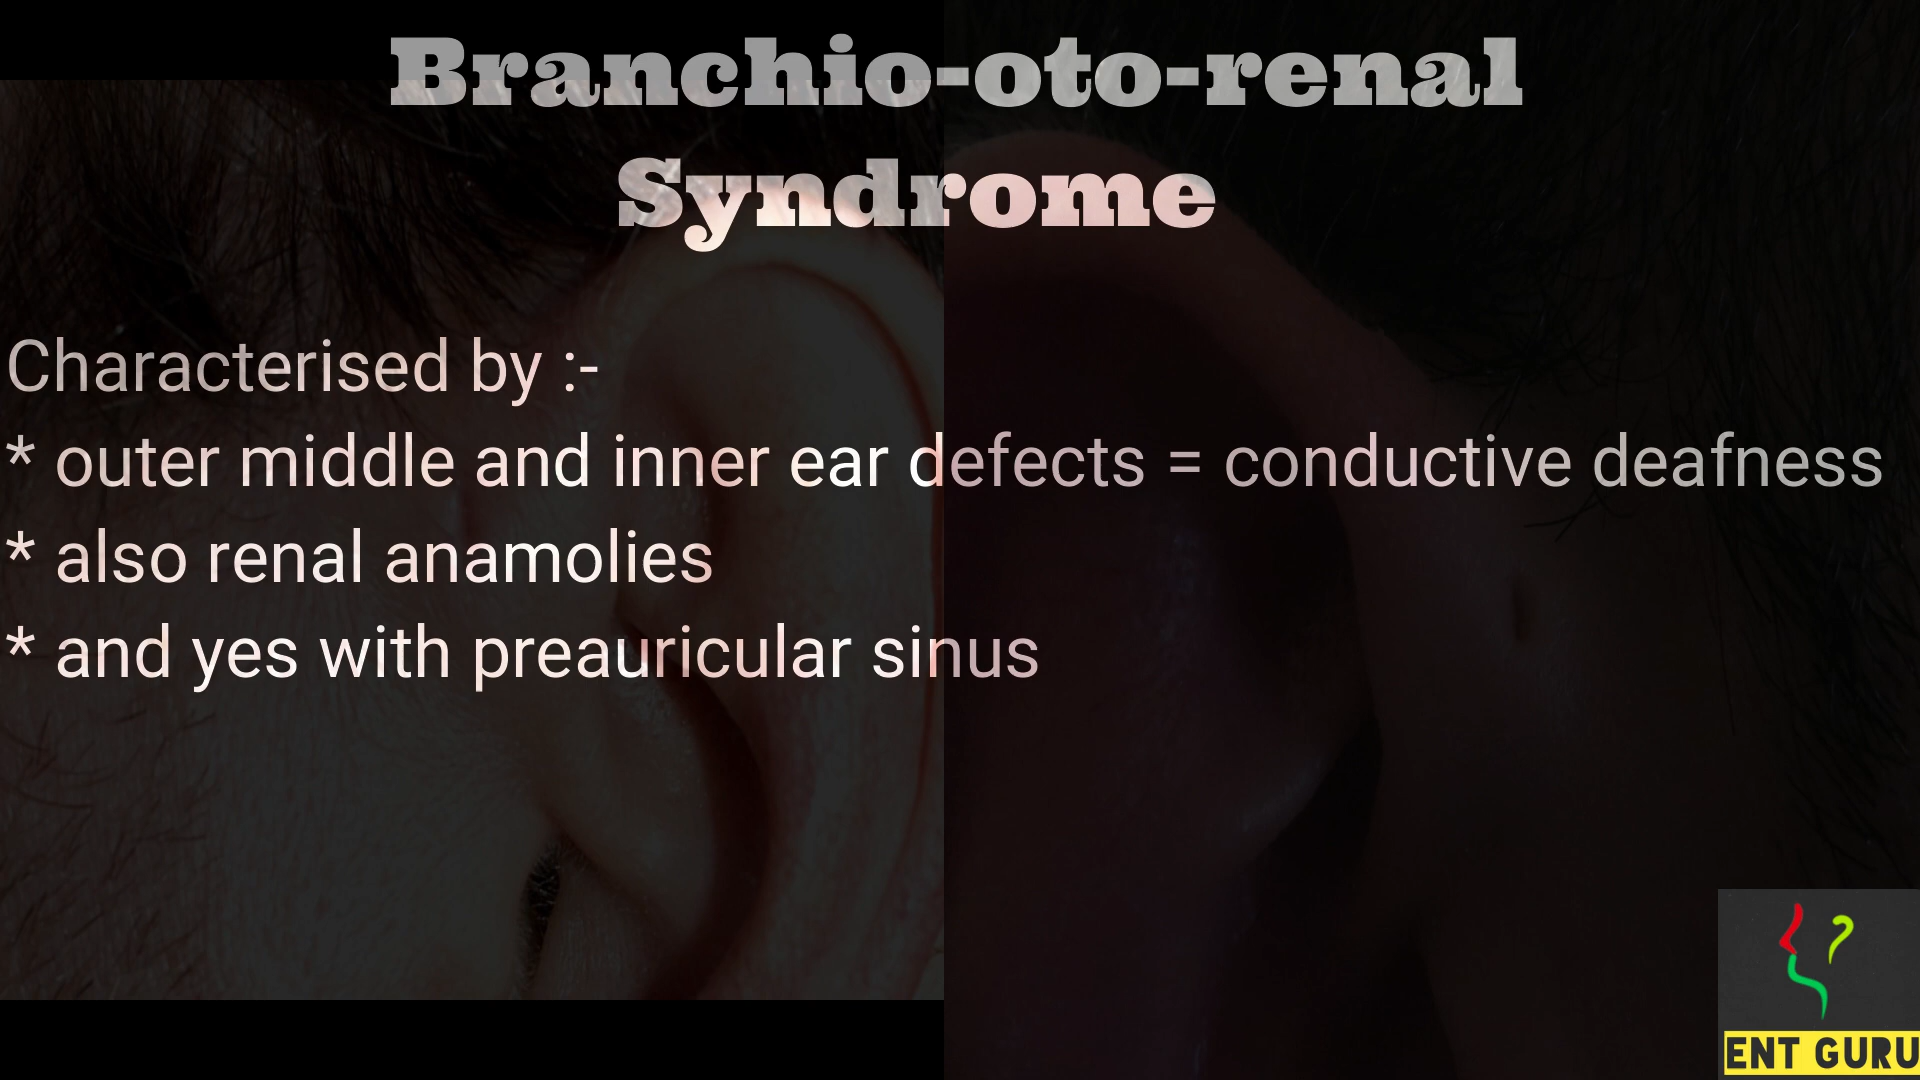 Branchio-oto-renal
Syndrome
Characterised by :-
* outer middle and inner ear defects = conductive deafness
* also renal anamolies
* and yes with preauricular sinus
ENT GURU